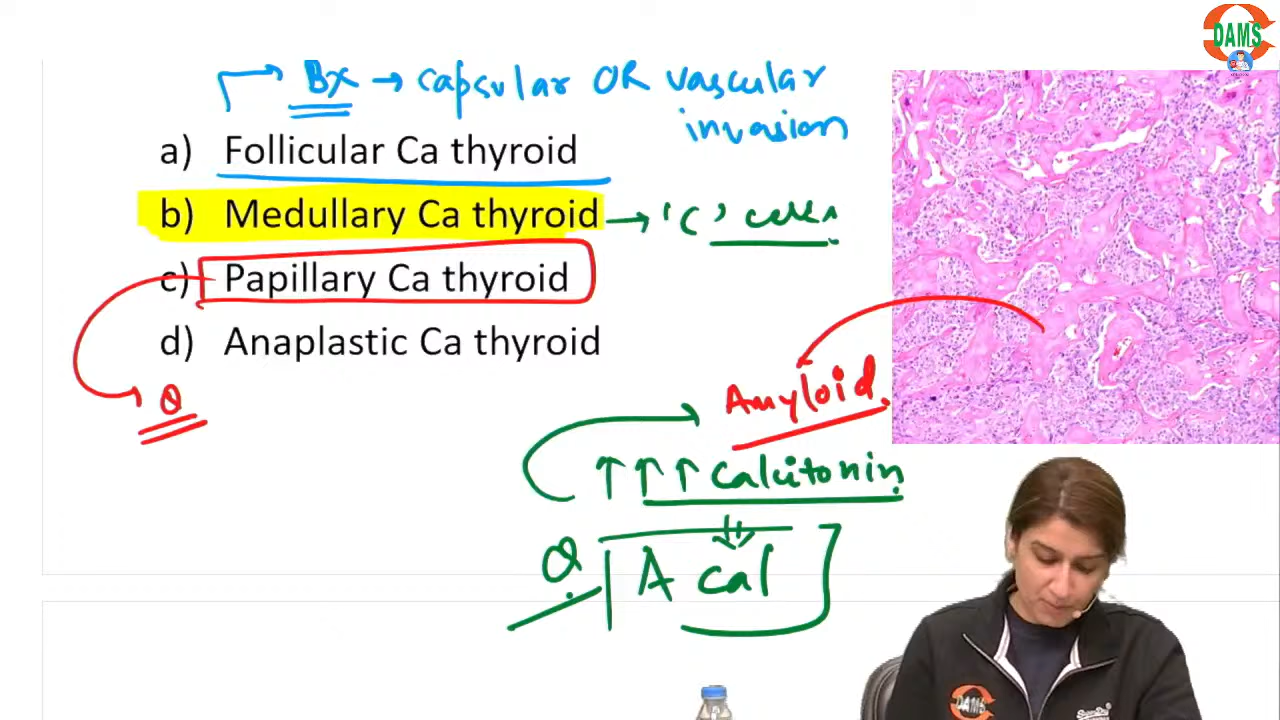 DAMS
Bx → capsular OR vascular
invasion
a) Follicular Ca thyroid
b) Medullary Ca thyroid → 'C' cells
c) Papillary Ca thyroid
d) Anaplastic Ca thyroid
Q
Amyloid
↑↑↑ calcitonin
Q A cal
DAMS